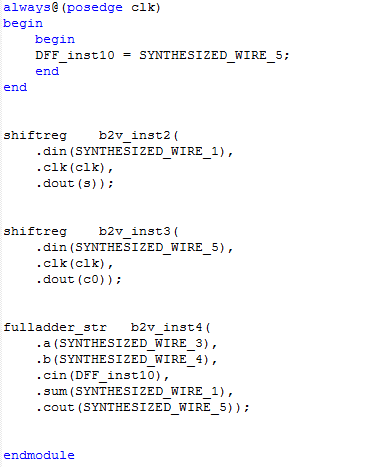 always@(posedge clk)
begin
    begin
    DFF_inst10 = SYNTHESIZED_WIRE_5;
    end
end
shiftreg    b2v_inst2(
    .din(SYNTHESIZED_WIRE_1),
    .clk(clk),
    .dout(s));
shiftreg    b2v_inst3(
    .din(SYNTHESIZED_WIRE_5),
    .clk(clk),
    .dout(c0));
fulladder_str   b2v_inst4(
    .a(SYNTHESIZED_WIRE_3),
    .b(SYNTHESIZED_WIRE_4),
    .cin(DFF_inst10),
    .sum(SYNTHESIZED_WIRE_1),
    .cout(SYNTHESIZED_WIRE_5));
endmodule